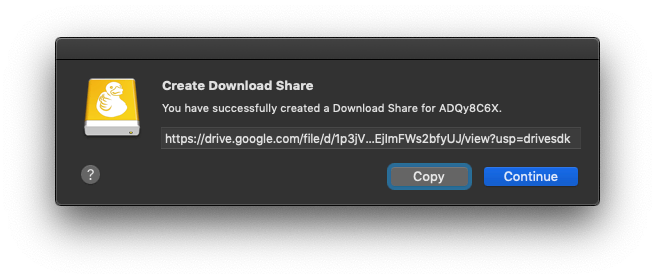 Create Download Share
You have successfully created a Download Share for ADQy8C6X.
https://drive.google.com/file/d/1p3jV...EjlmFWs2bfyUJ/view?usp=drivesdk
?
Copy
Continue